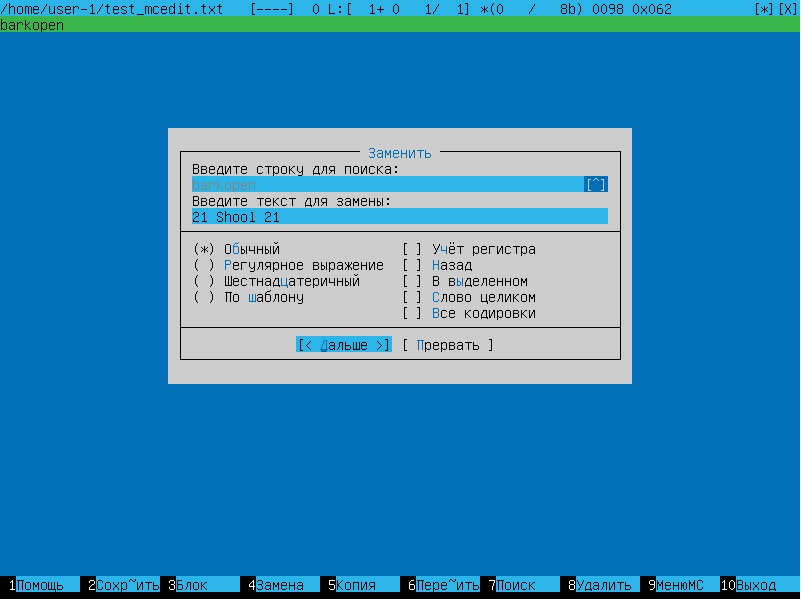 /home/user-1/test_mcedit.txt [----] 0 L:[ 1+ 0 1/ 1] *(0 / 8b) 0098 0x062 [*][X]
barkopen
Заменить
Введите строку для поиска:
barkopen [^]
Введите текст для замены:
21 Shool 21
(*) Обычный [ ] Учёт регистра
( ) Регулярное выражение [ ] Назад
( ) Шестнадцатеричный [ ] В выделенном
( ) По шаблону [ ] Слово целиком
[ ] Все кодировки
[< Дальше >] [ Прервать ]
1Помощь 2Сохр~ить 3Блок 4Замена 5Копия 6Пере~ить 7Поиск 8Удалить 9МенюМС 10Выход